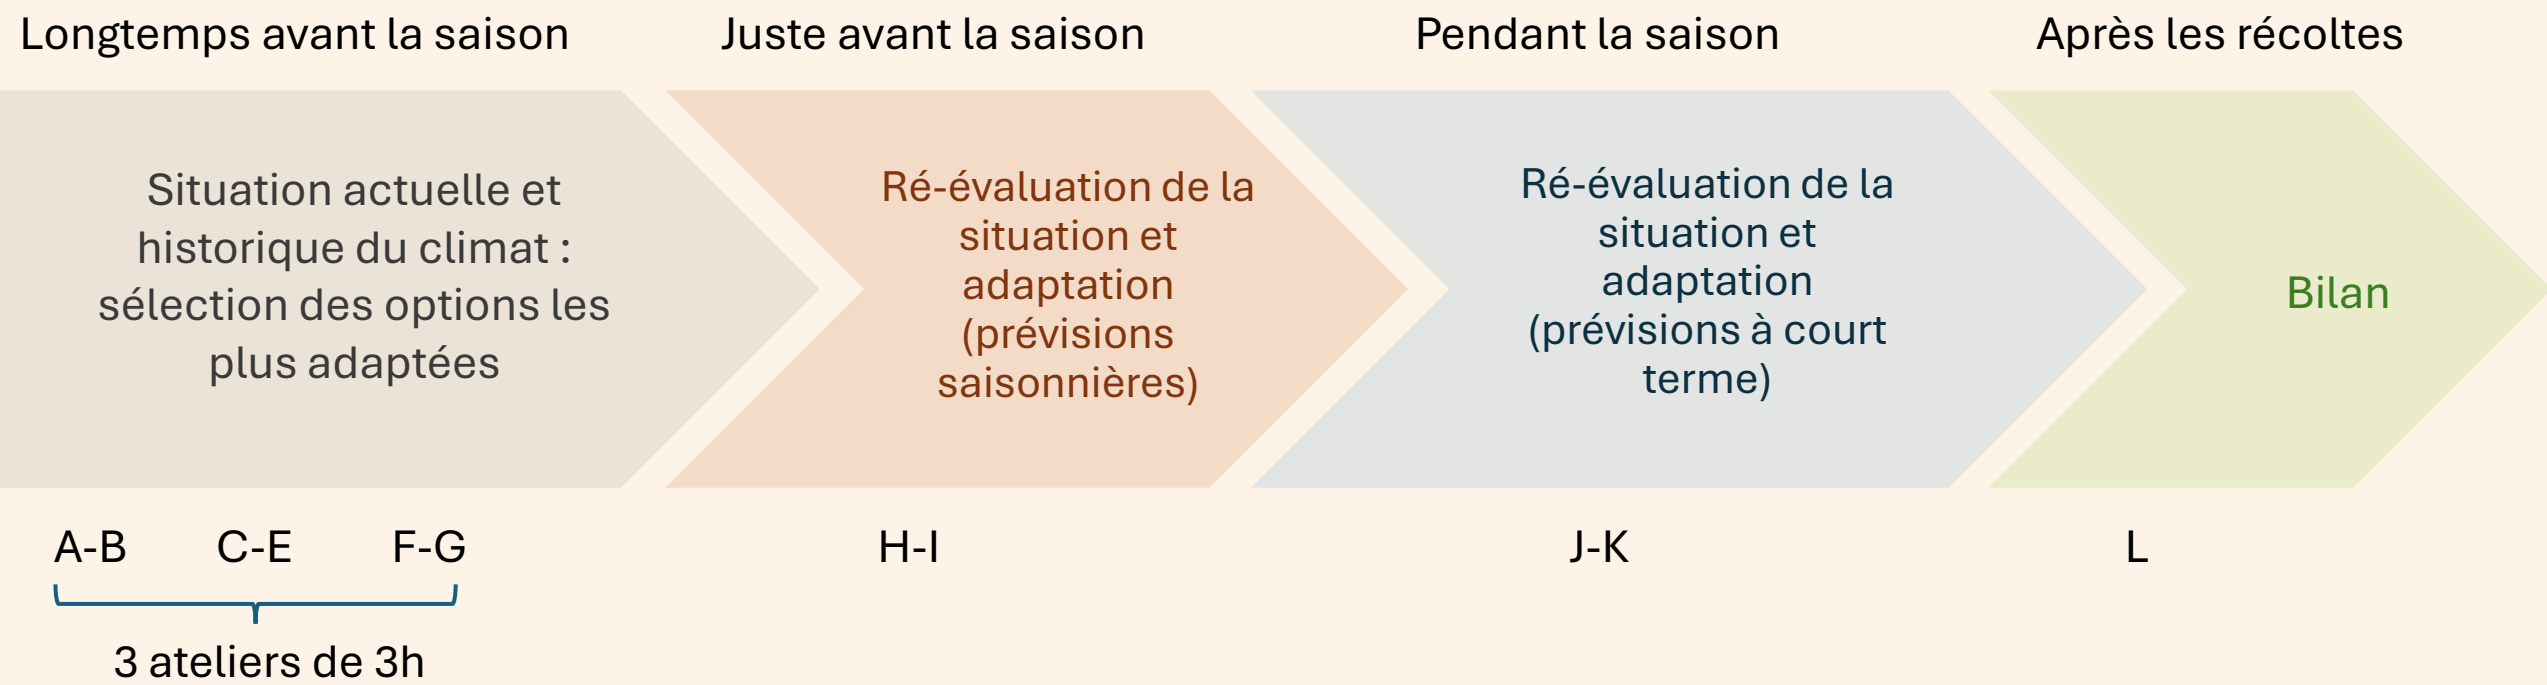 Longtemps avant la saison
Juste avant la saison
Pendant la saison
Après les récoltes
Situation actuelle et
historique du climat :
sélection des options les
plus adaptées
Ré-évaluation de la
situation et
adaptation
(prévisions
saisonnières)
Ré-évaluation de la
situation et
adaptation
(prévisions à court
terme)
Bilan
A-B
C-E
F-G
H-I
J-K
L
3 ateliers de 3h